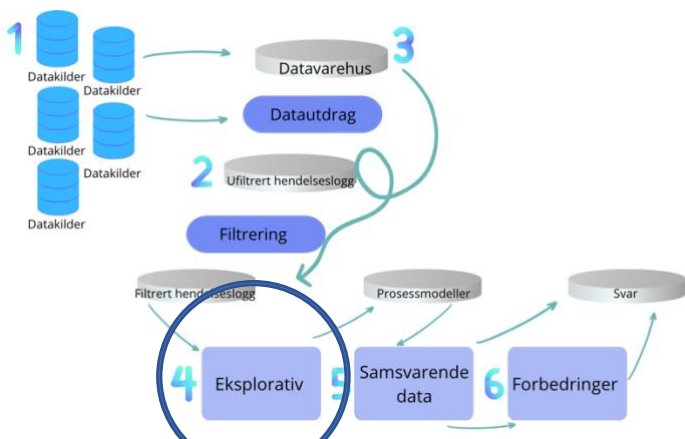 1
Datakilder
Datakilder
Datakilder
Datakilder
Datakilder
3
Datavarehus
Datautdrag
2
Ufiltrert hendelseslogg
Filtrering
Filtrert hendelseslogg
Prosessmodeller
Svar
4
Eksplorativ
5
Samsvarende
data
6
Forbedringer